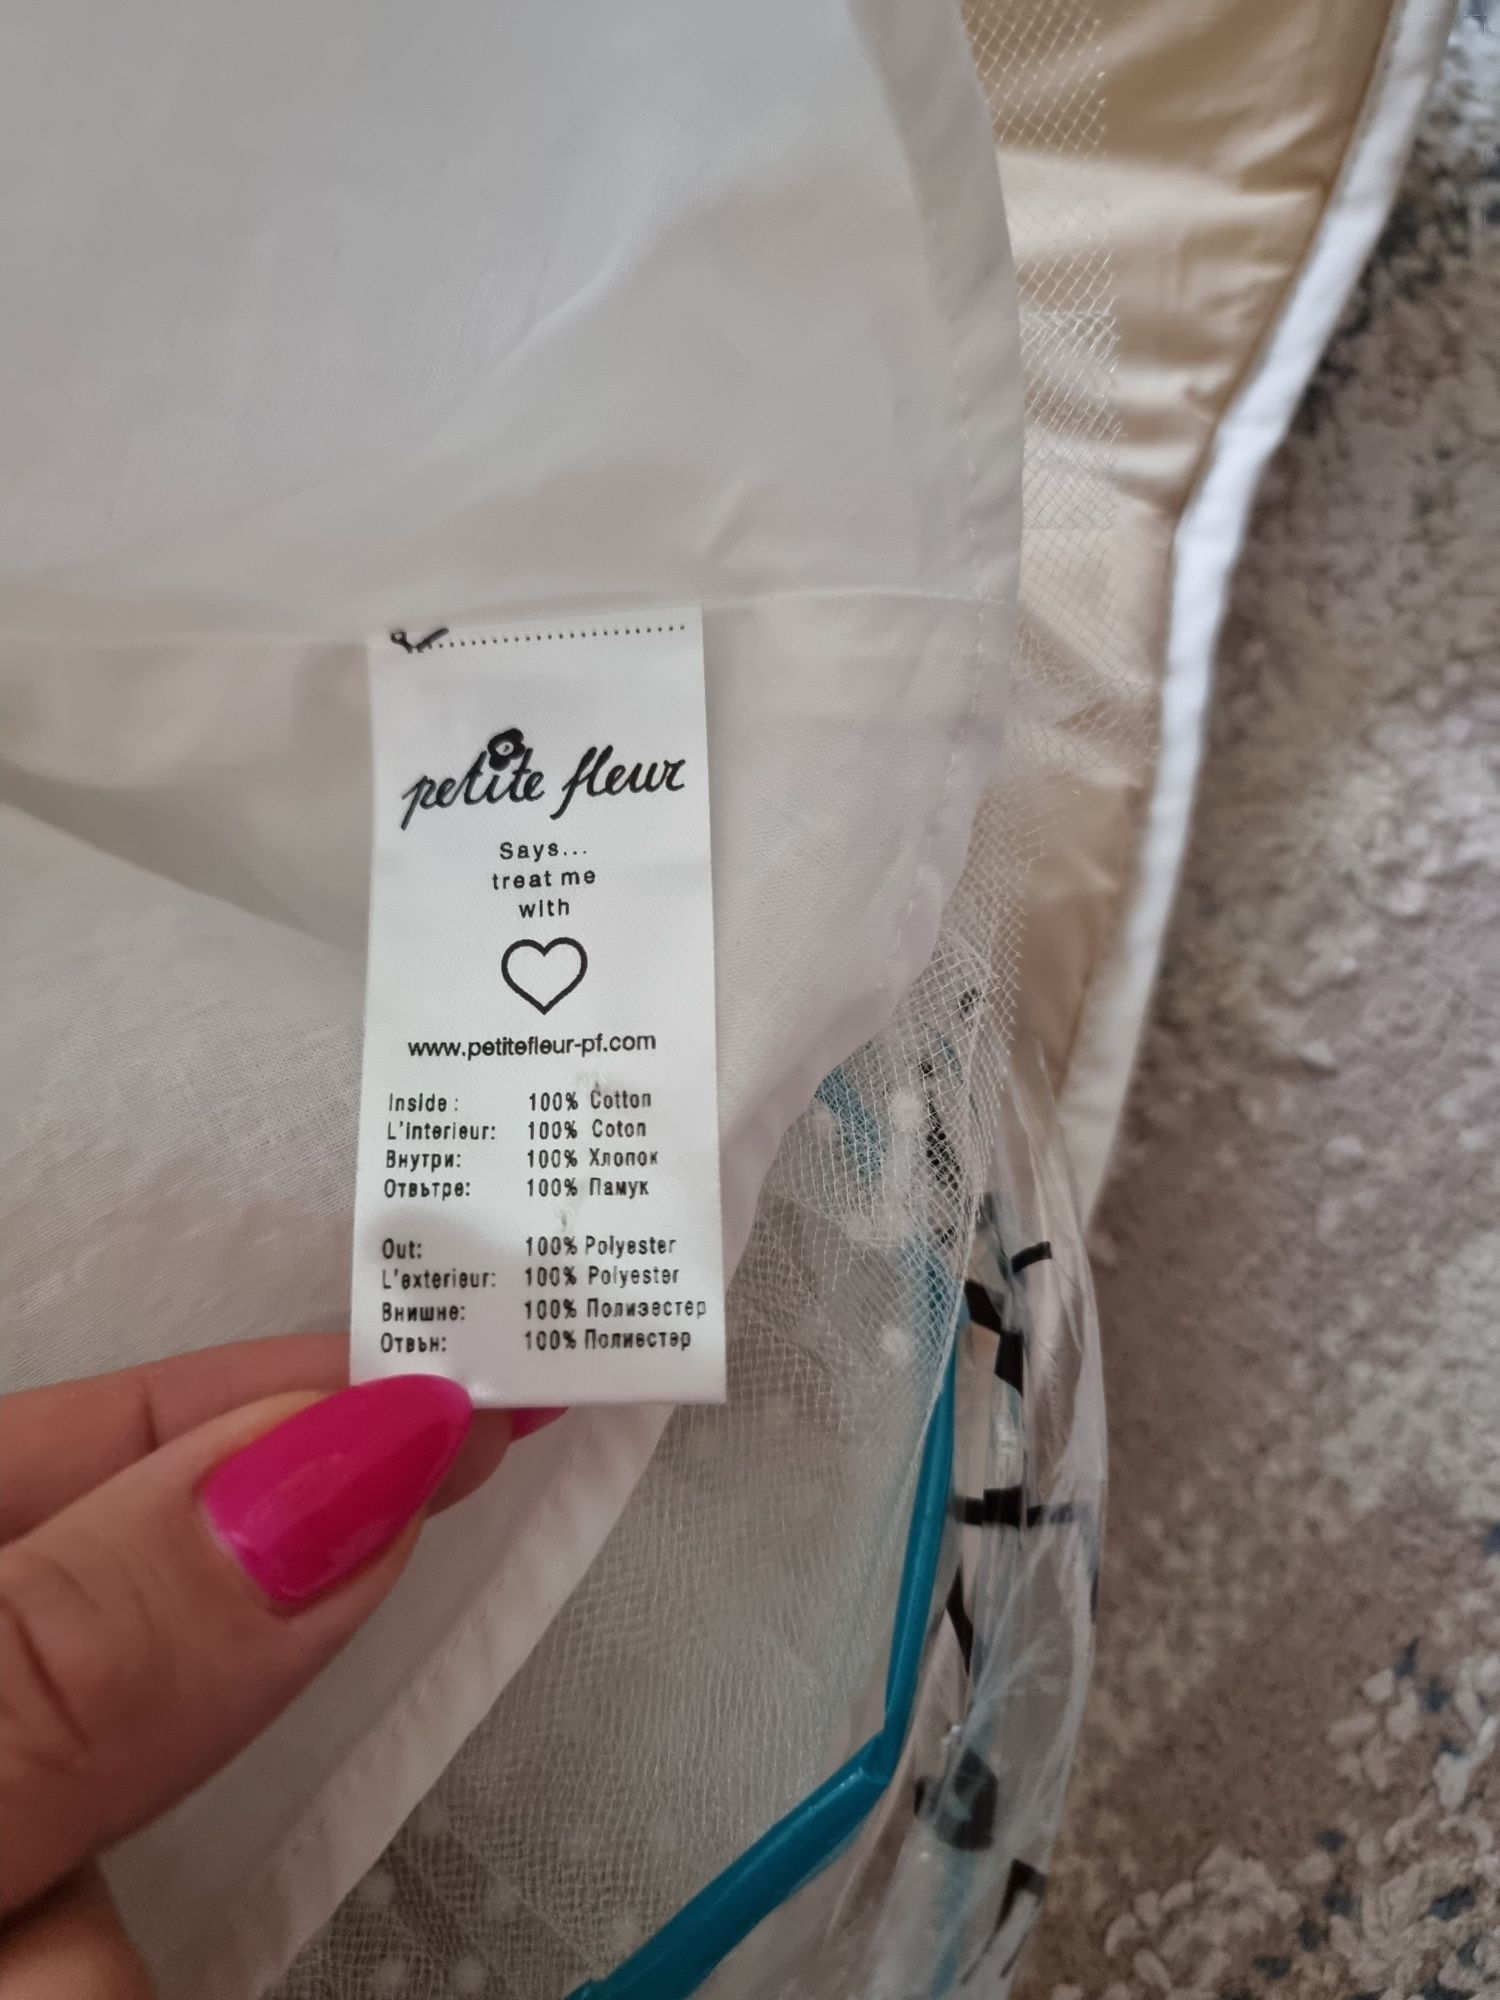 petite fleur
Says...
treat me
with
www.petitefleur-pf.com
Inside : 100% Cotton
L'interieur: 100% Coton
Внутри: 100% Хлопок
Отвътре: 100% Памук
Out: 100% Polyester
L'exterieur: 100% Polyester
Внишне: 100% Полиэестер
Отвън: 100% Полиестер